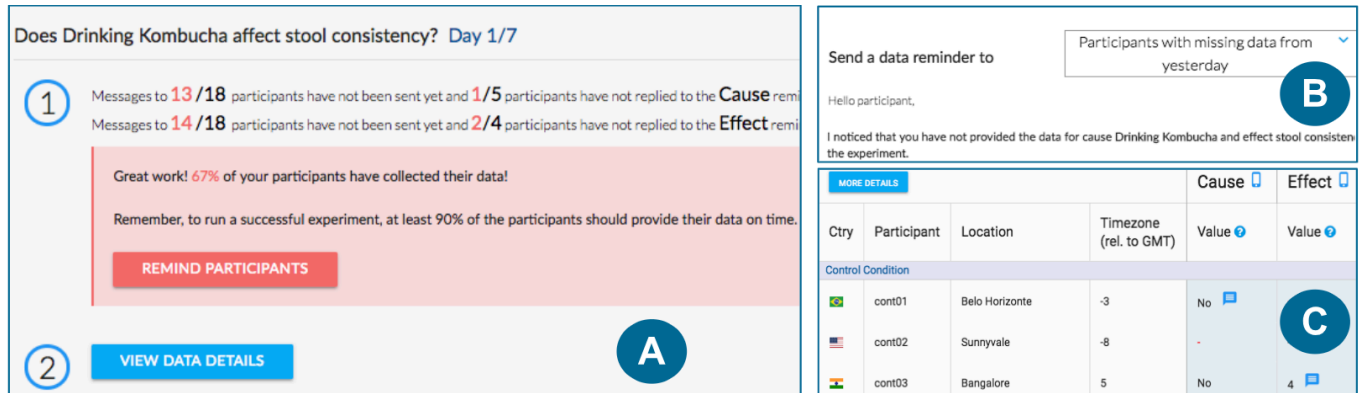 Does Drinking Kombucha affect stool consistency? Day 1/7
1
Messages to 13/18 participants have not been sent yet and 1/5 participants have not replied to the Cause remi
Messages to 14/18 participants have not been sent yet and 2/4 participants have not replied to the Effect remi
Great work! 67% of your participants have collected their data!
Remember, to run a successful experiment, at least 90% of the participants should provide their data on time.
REMIND PARTICIPANTS
2
VIEW DATA DETAILS
A
Send a data reminder to
Participants with missing data from
yesterday
B
Hello participant,
I noticed that you have not provided the data for cause Drinking Kombucha and effect stool consisten
the experiment.
MORE DETAILS
Cause
Effect
Ctry Participant Location Timezone (rel. to GMT) Value ? Value ?
Control Condition
cont01 Belo Horizonte -3 No
cont02 Sunnyvale -8 -
cont03 Bangalore 5 No 4
C